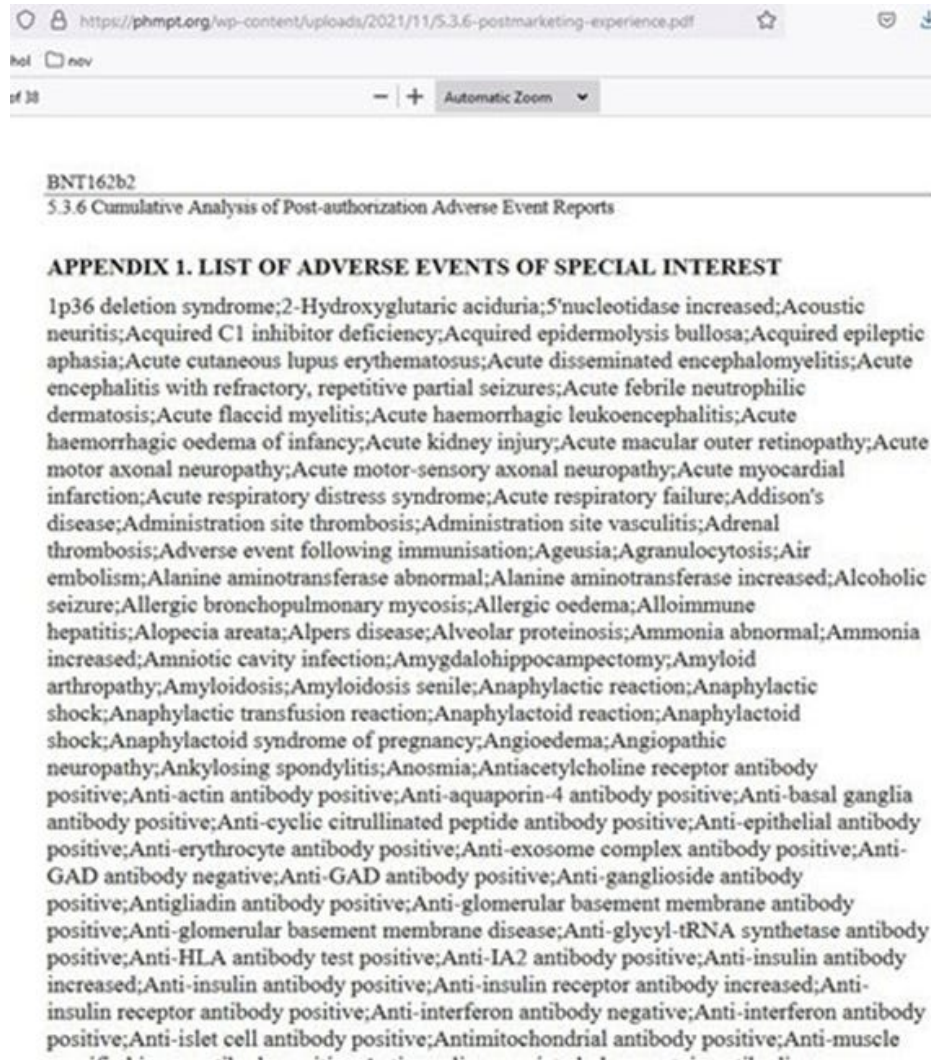 https://phmpt.org/wp-content/uploads/2021/11/5.3.6-postmarketing-experience.pdf
hol nov
of 38 − + Automatic Zoom
BNT162b2
5.3.6 Cumulative Analysis of Post-authorization Adverse Event Reports
APPENDIX 1. LIST OF ADVERSE EVENTS OF SPECIAL INTEREST
1p36 deletion syndrome;2-Hydroxyglutaric aciduria;5'nucleotidase increased;Acoustic
neuritis;Acquired C1 inhibitor deficiency;Acquired epidermolysis bullosa;Acquired epileptic
aphasia;Acute cutaneous lupus erythematosus;Acute disseminated encephalomyelitis;Acute
encephalitis with refractory, repetitive partial seizures;Acute febrile neutrophilic
dermatosis;Acute flaccid myelitis;Acute haemorrhagic leukoencephalitis;Acute
haemorrhagic oedema of infancy;Acute kidney injury;Acute macular outer retinopathy;Acute
motor axonal neuropathy;Acute motor-sensory axonal neuropathy;Acute myocardial
infarction;Acute respiratory distress syndrome;Acute respiratory failure;Addison's
disease;Administration site thrombosis;Administration site vasculitis;Adrenal
thrombosis;Adverse event following immunisation;Ageusia;Agranulocytosis;Air
embolism;Alanine aminotransferase abnormal;Alanine aminotransferase increased;Alcoholic
seizure;Allergic bronchopulmonary mycosis;Allergic oedema;Alloimmune
hepatitis;Alopecia areata;Alpers disease;Alveolar proteinosis;Ammonia abnormal;Ammonia
increased;Amniotic cavity infection;Amygdalohippocampectomy;Amyloid
arthropathy;Amyloidosis;Amyloidosis senile;Anaphylactic reaction;Anaphylactic
shock;Anaphylactic transfusion reaction;Anaphylactoid reaction;Anaphylactoid
shock;Anaphylactoid syndrome of pregnancy;Angioedema;Angiopathic
neuropathy;Ankylosing spondylitis;Anosmia;Antiacetylcholine receptor antibody
positive;Anti-actin antibody positive;Anti-aquaporin-4 antibody positive;Anti-basal ganglia
antibody positive;Anti-cyclic citrullinated peptide antibody positive;Anti-epithelial antibody
positive;Anti-erythrocyte antibody positive;Anti-exosome complex antibody positive;Anti-
GAD antibody negative;Anti-GAD antibody positive;Anti-ganglioside antibody
positive;Antigliadin antibody positive;Anti-glomerular basement membrane antibody
positive;Anti-glomerular basement membrane disease;Anti-glycyl-tRNA synthetase antibody
positive;Anti-HLA antibody test positive;Anti-IA2 antibody positive;Anti-insulin antibody
increased;Anti-insulin antibody positive;Anti-insulin receptor antibody increased;Anti-
insulin receptor antibody positive;Anti-interferon antibody negative;Anti-interferon antibody
positive;Anti-islet cell antibody positive;Antimitochondrial antibody positive;Anti-muscle